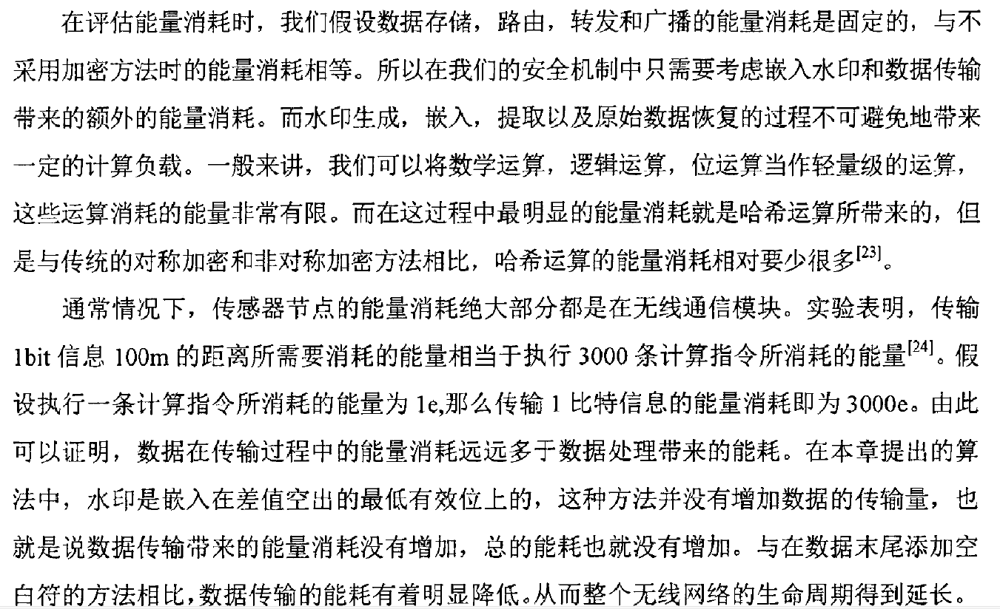 在评估能量消耗时，我们假设数据存储，路由，转发和广播的能量消耗是固定的，与不
采用加密方法时的能量消耗相等。所以在我们的安全机制中只需要考虑嵌入水印和数据传输
带来的额外的能量消耗。而水印生成，嵌入，提取以及原始数据恢复的过程不可避免地带来
一定的计算负载。一般来讲，我们可以将数学运算，逻辑运算，位运算当作轻量级的运算，
这些运算消耗的能量非常有限。而在这过程中最明显的能量消耗就是哈希运算所带来的，但
是与传统的对称加密和非对称加密方法相比，哈希运算的能量消耗相对要少很多[23]。
通常情况下，传感器节点的能量消耗绝大部分都是在无线通信模块。实验表明，传输
1bit 信息 100m 的距离所需要消耗的能量相当于执行 3000 条计算指令所消耗的能量[24]。假
设执行一条计算指令所消耗的能量为 1e,那么传输 1 比特信息的能量消耗即为 3000e。由此
可以证明，数据在传输过程中的能量消耗远远多于数据处理带来的能耗。在本章提出的算
法中，水印是嵌入在差值空出的最低有效位上的，这种方法并没有增加数据的传输量，也
就是说数据传输带来的能量消耗没有增加，总的能耗也就没有增加。与在数据末尾添加空
白符的方法相比，数据传输的能耗有着明显降低。从而整个无线网络的生命周期得到延长。